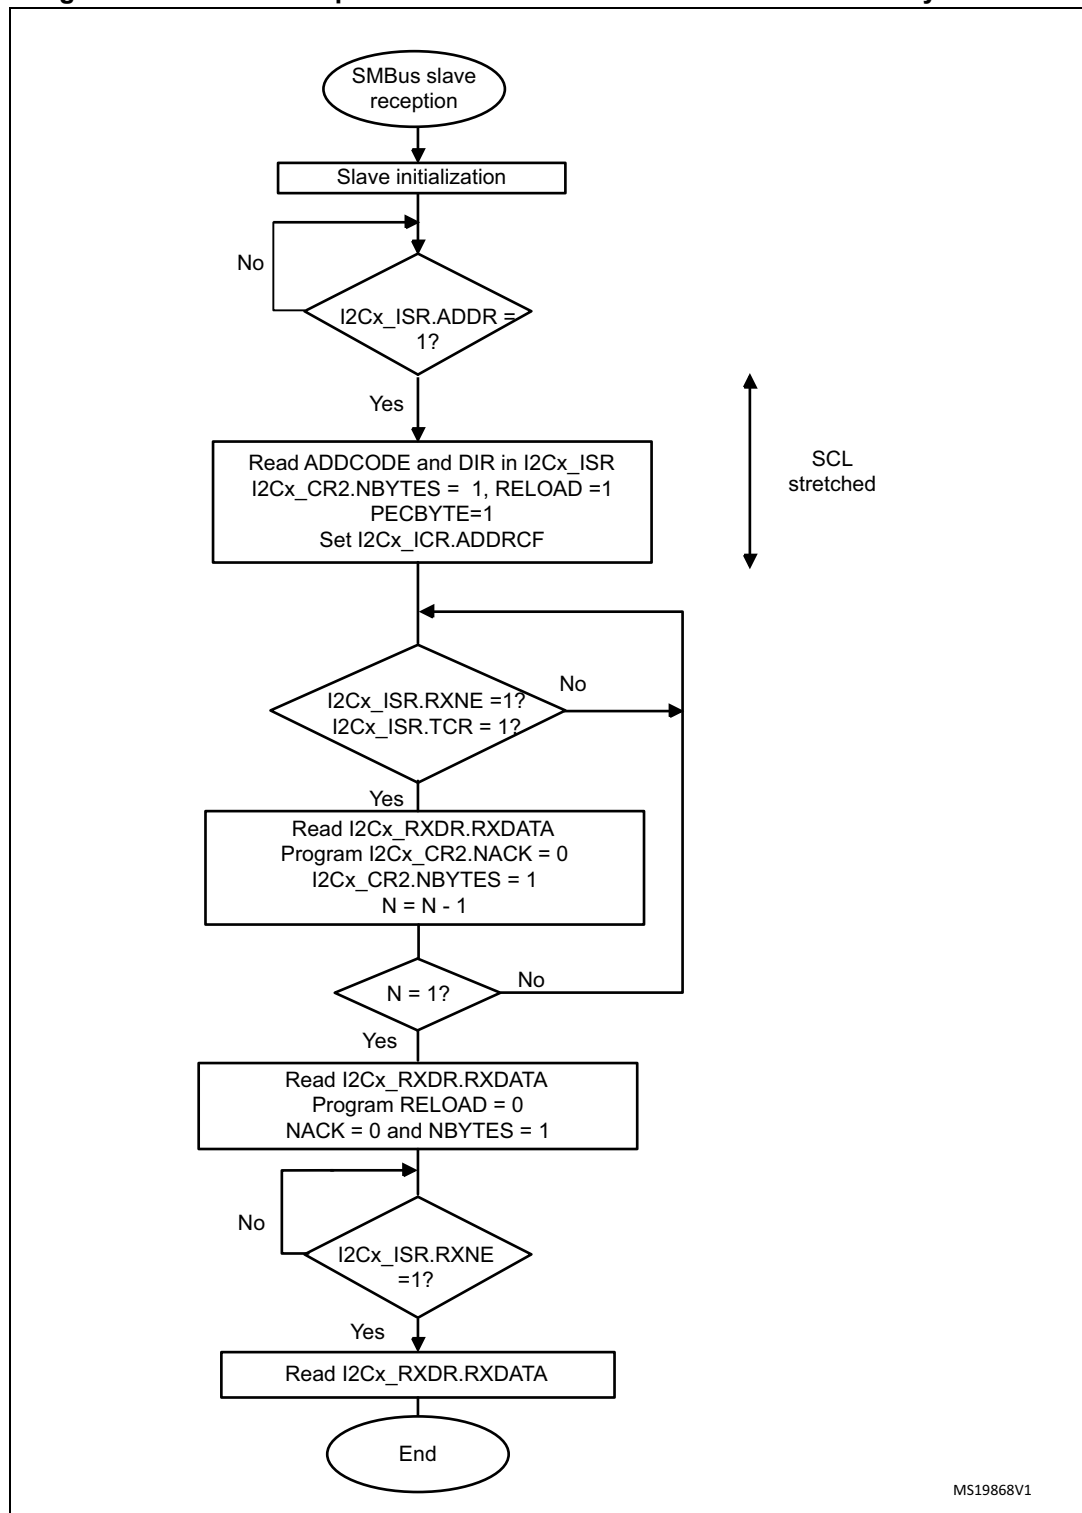 SMBus slave
reception
Slave initialization
No
I2Cx_ISR.ADDR =
1?
Yes
Read ADDCODE and DIR in I2Cx_ISR
I2Cx_CR2.NBYTES = 1, RELOAD =1
PECBYTE=1
Set I2Cx_ICR.ADDRCF
SCL
stretched
I2Cx_ISR.RXNE =1?
I2Cx_ISR.TCR = 1?
No
Yes
Read I2Cx_RXDR.RXDATA
Program I2Cx_CR2.NACK = 0
I2Cx_CR2.NBYTES = 1
N = N - 1
N = 1?
No
Yes
Read I2Cx_RXDR.RXDATA
Program RELOAD = 0
NACK = 0 and NBYTES = 1
No
I2Cx_ISR.RXNE
=1?
Yes
Read I2Cx_RXDR.RXDATA
End
MS19868V1